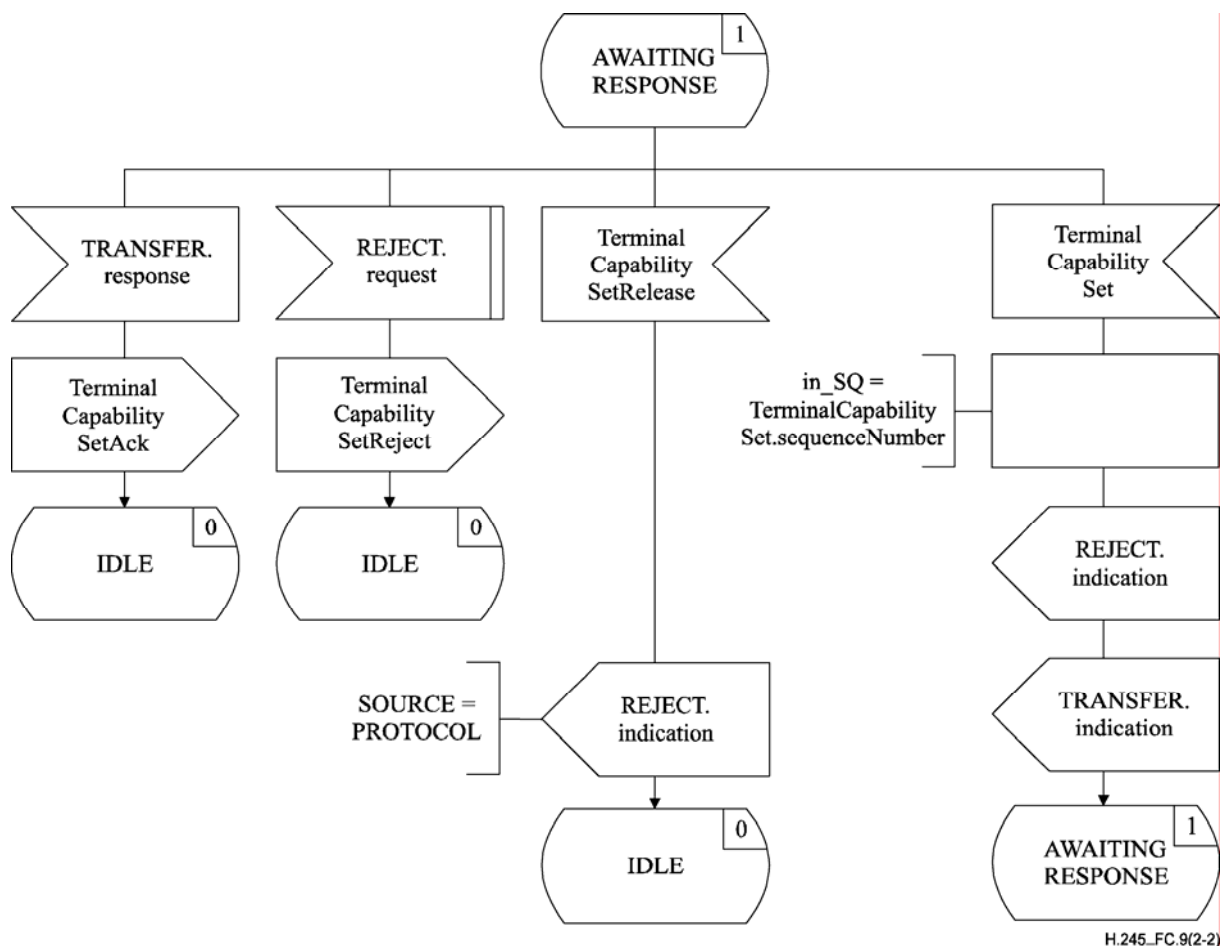 1
AWAITING
RESPONSE
TRANSFER.
response
REJECT.
request
Terminal
Capability
SetRelease
Terminal
Capability
Set
Terminal
Capability
SetAck
Terminal
Capability
SetReject
in_SQ =
TerminalCapability
Set.sequenceNumber
0
IDLE
0
IDLE
REJECT.
indication
SOURCE =
PROTOCOL
REJECT.
indication
TRANSFER.
indication
0
IDLE
1
AWAITING
RESPONSE
H.245_FC.9(2-2)